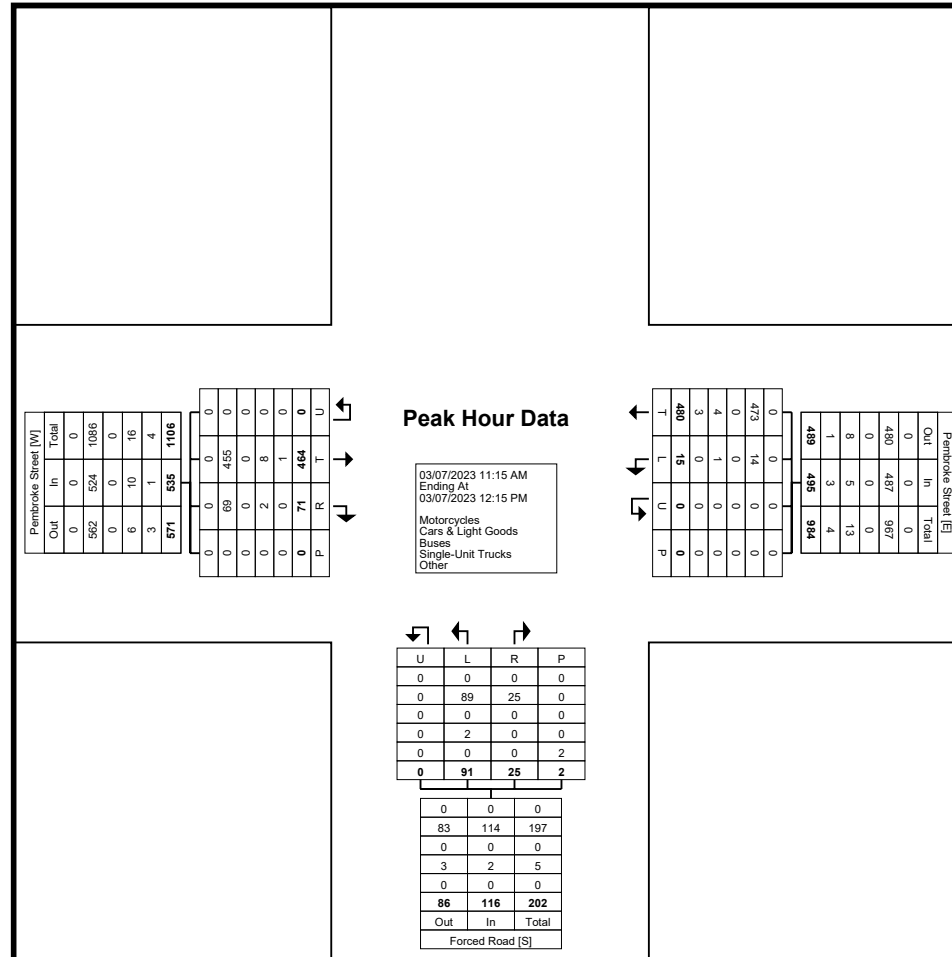 1106 535 571
4 1 3
16 10 6
0 0 0
1086 524 562
0 0 0
Total In Out
Pembroke Street [W]
U T R P
0 464 71 0
0 1 0 0
0 8 2 0
0 0 0 0
0 455 69 0
0 0 0 0
Peak Hour Data
03/07/2023 11:15 AM
Ending At
03/07/2023 12:15 PM
Motorcycles
Cars & Light Goods
Buses
Single-Unit Trucks
Other
0 0 0 0
473 14 0 0
0 0 0 0
4 1 0 0
3 0 0 0
480 15 0 0
T L U P
Pembroke Street [E]
Out In Total
0 0 0
480 487 967
0 0 0
8 5 13
1 3 4
489 495 984
U L R P
0 0 0 0
0 89 25 0
0 0 0 0
0 2 0 0
0 0 0 2
0 91 25 2
0 0 0
83 114 197
0 0 0
3 2 5
0 0 0
86 116 202
Out In Total
Forced Road [S]